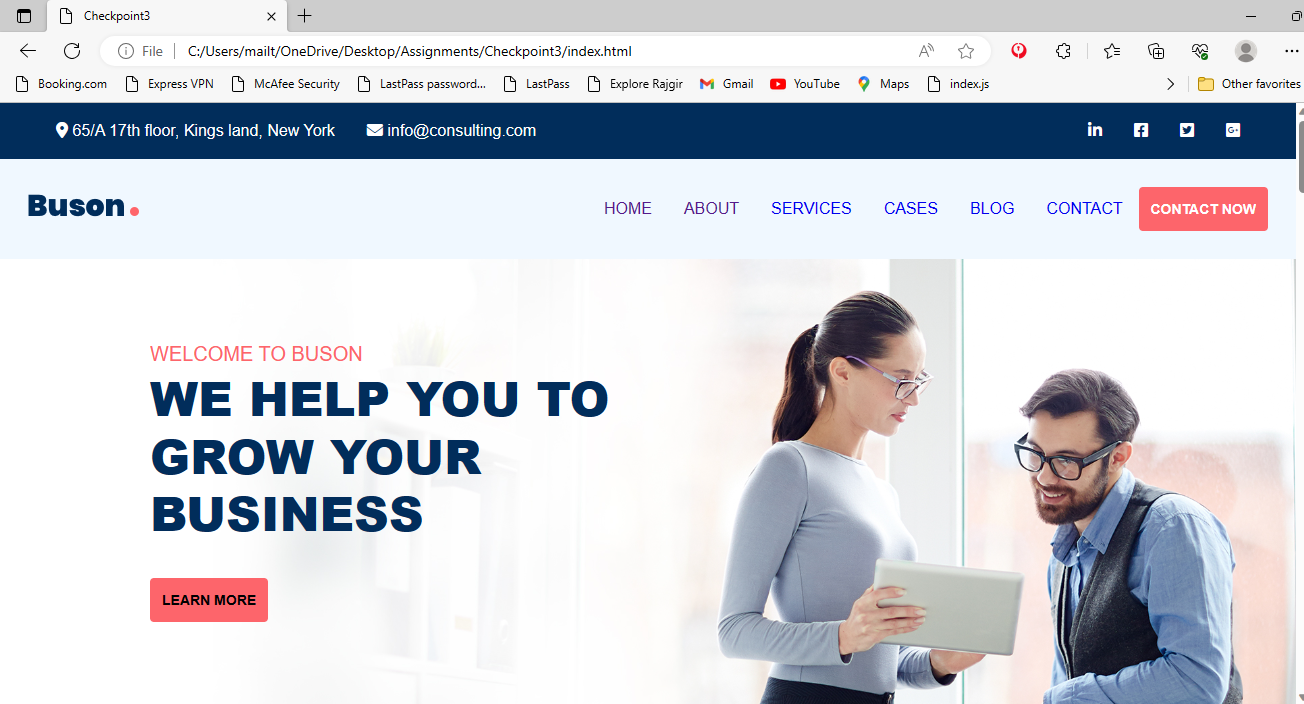 Checkpoint3
File C:/Users/mailt/OneDrive/Desktop/Assignments/Checkpoint3/index.html
Booking.com Express VPN McAfee Security LastPass password... LastPass Explore Rajgir Gmail YouTube Maps index.js Other favorites
65/A 17th floor, Kings land, New York info@consulting.com
Buson.
HOME ABOUT SERVICES CASES BLOG CONTACT CONTACT NOW
WELCOME TO BUSON
WE HELP YOU TO
GROW YOUR
BUSINESS
LEARN MORE